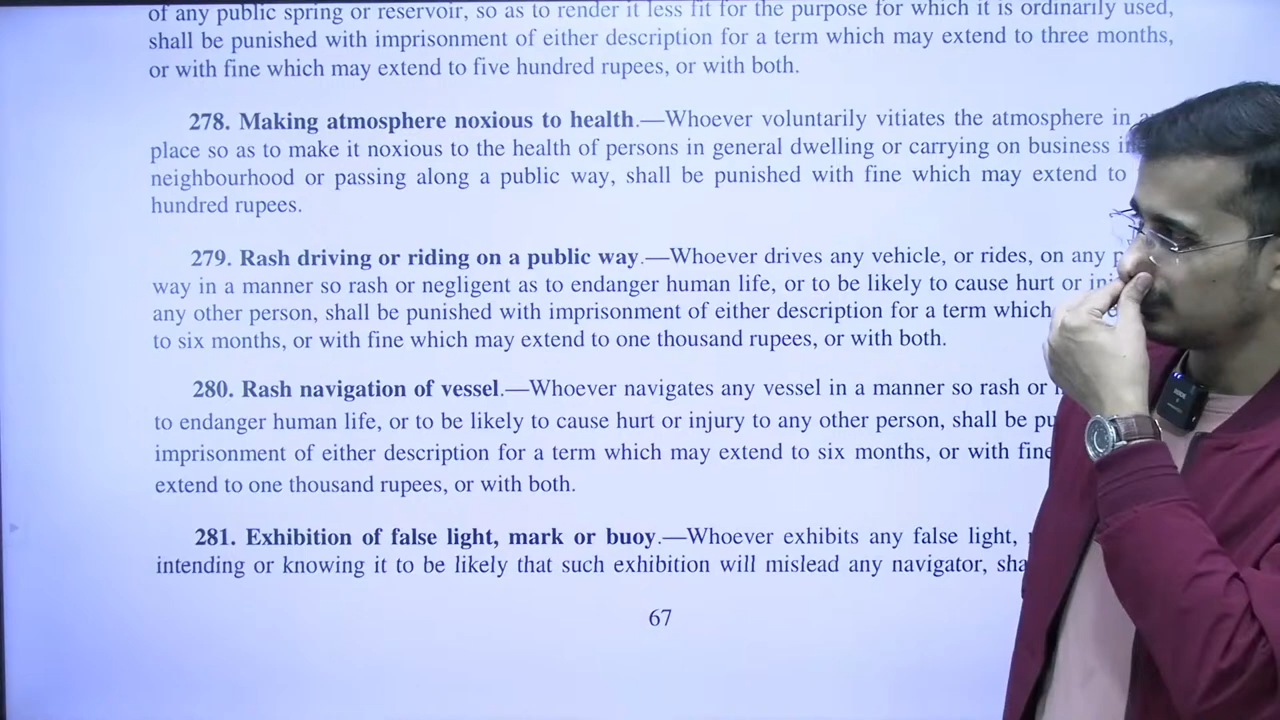 of any public spring or reservoir, so as to render it less fit for the purpose for which it is ordinarily used,
shall be punished with imprisonment of either description for a term which may extend to three months,
or with fine which may extend to five hundred rupees, or with both.
278. Making atmosphere noxious to health.—Whoever voluntarily vitiates the atmosphere in
place so as to make it noxious to the health of persons in general dwelling or carrying on business
neighbourhood or passing along a public way, shall be punished with fine which may extend to
hundred rupees.
279. Rash driving or riding on a public way.—Whoever drives any vehicle, or rides, on any
way in a manner so rash or negligent as to endanger human life, or to be likely to cause hurt or
any other person, shall be punished with imprisonment of either description for a term which
to six months, or with fine which may extend to one thousand rupees, or with both.
280. Rash navigation of vessel.—Whoever navigates any vessel in a manner so rash or
to endanger human life, or to be likely to cause hurt or injury to any other person, shall be
imprisonment of either description for a term which may extend to six months, or with fine
extend to one thousand rupees, or with both.
281. Exhibition of false light, mark or buoy.—Whoever exhibits any false light,
intending or knowing it to be likely that such exhibition will mislead any navigator,
67